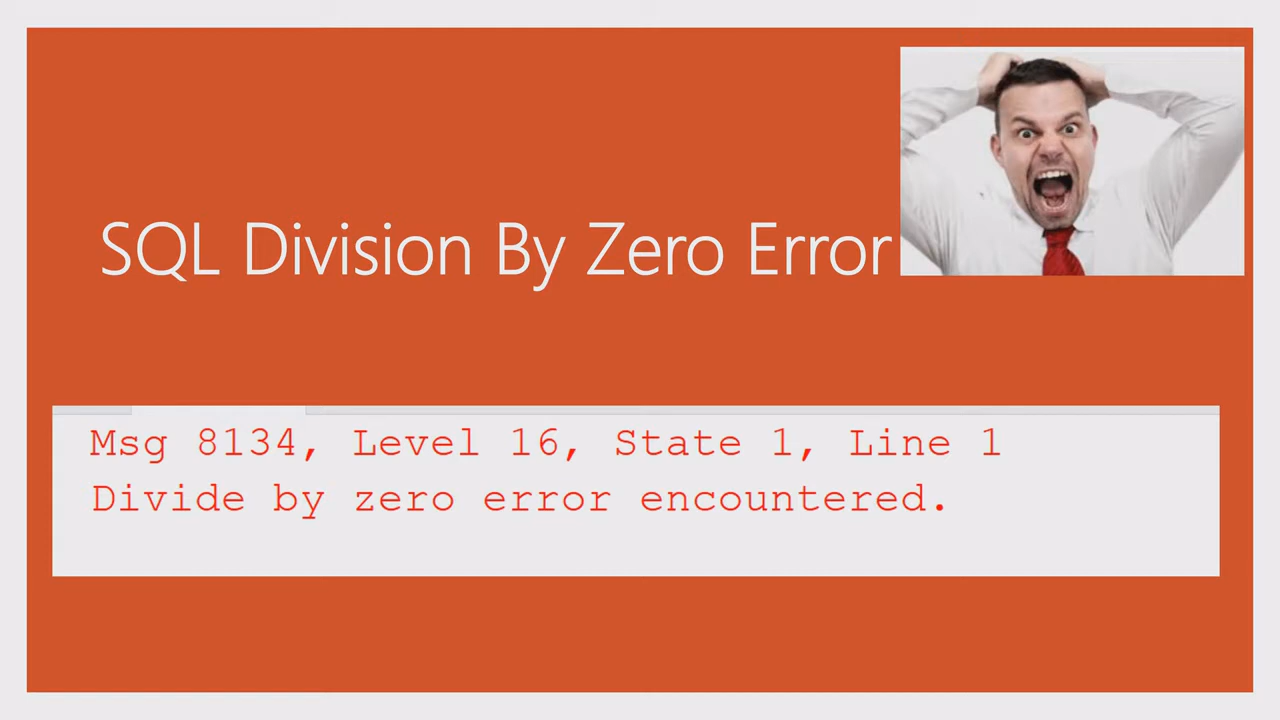 SQL Division By Zero Error
Msg 8134, Level 16, State 1, Line 1
Divide by zero error encountered.